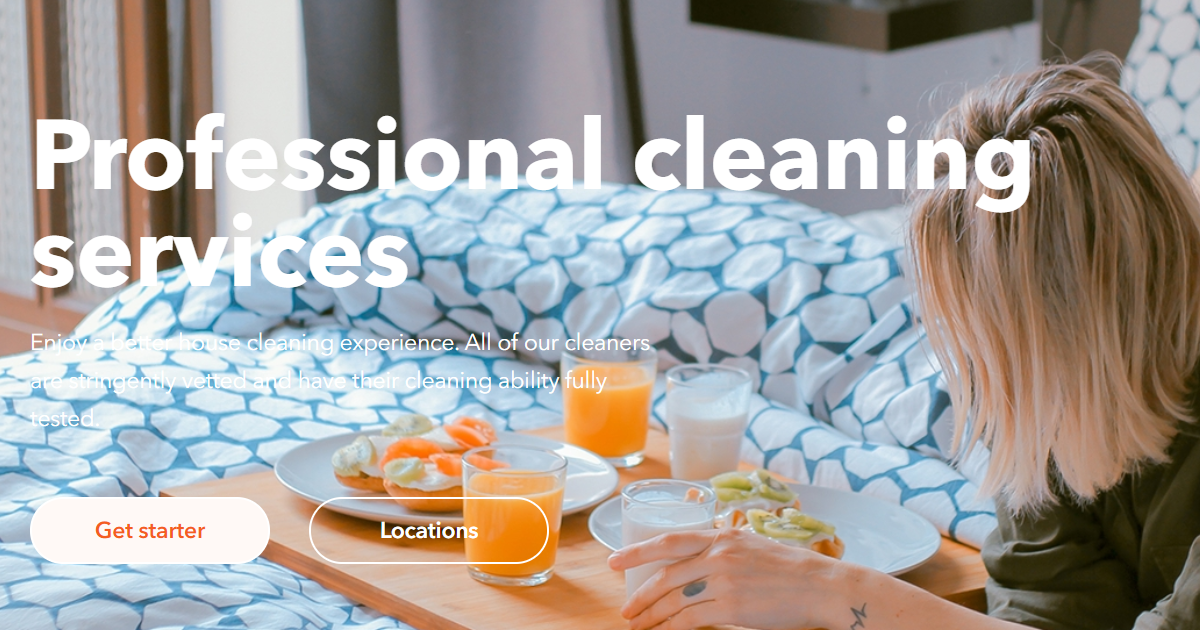 Professional cleaning
services
Enjoy a better house cleaning experience. All of our cleaners
are stringently vetted and have their cleaning ability fully
tested.
Get starter
Locations